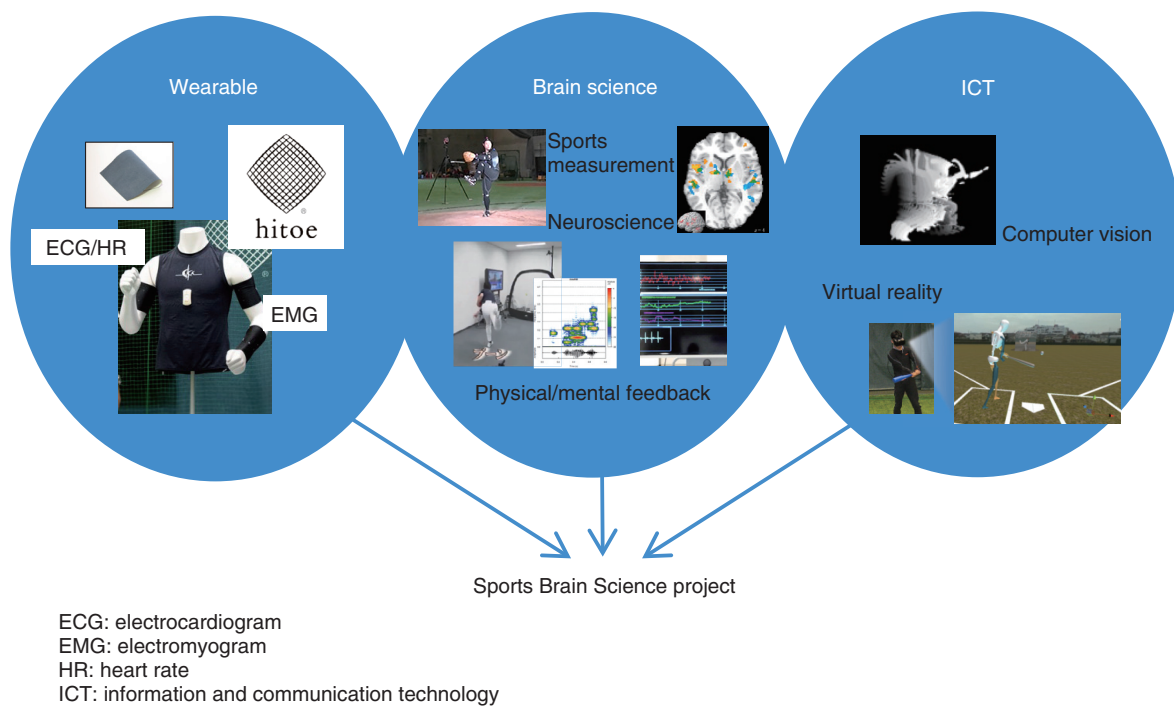 Wearable
hitoe
®
ECG/HR
EMG
Brain science
Sports
measurement
Neuroscience
Physical/mental feedback
ICT
Computer vision
Virtual reality
Sports Brain Science project
ECG: electrocardiogram
EMG: electromyogram
HR: heart rate
ICT: information and communication technology